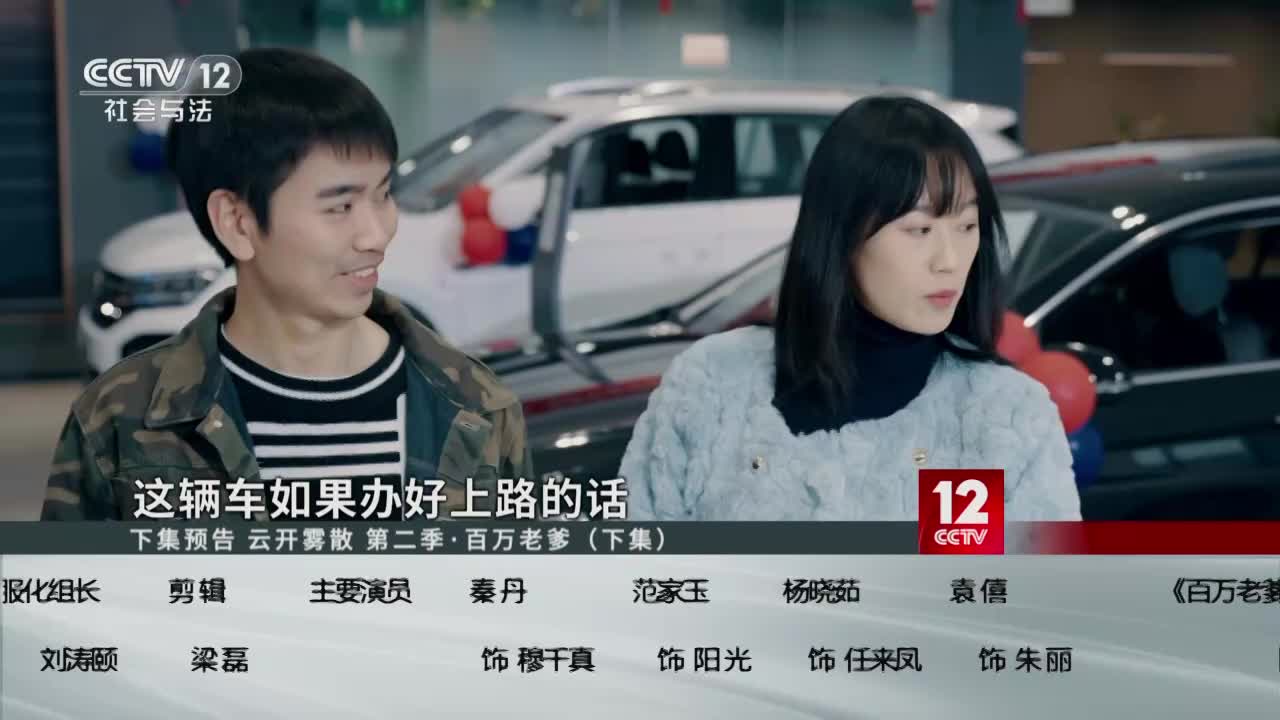 CCTV 12
社会与法
这辆车如果办好上路的话
下集预告 云开雾散 第二季·百万老爹（下集）
12
CCTV
服化组长 剪辑 主要演员 秦丹 范家玉 杨晓茹 袁僖 《百万老爹
刘涛颐 梁磊 饰 穆千真 饰 阳光 饰 任来凤 饰 朱丽